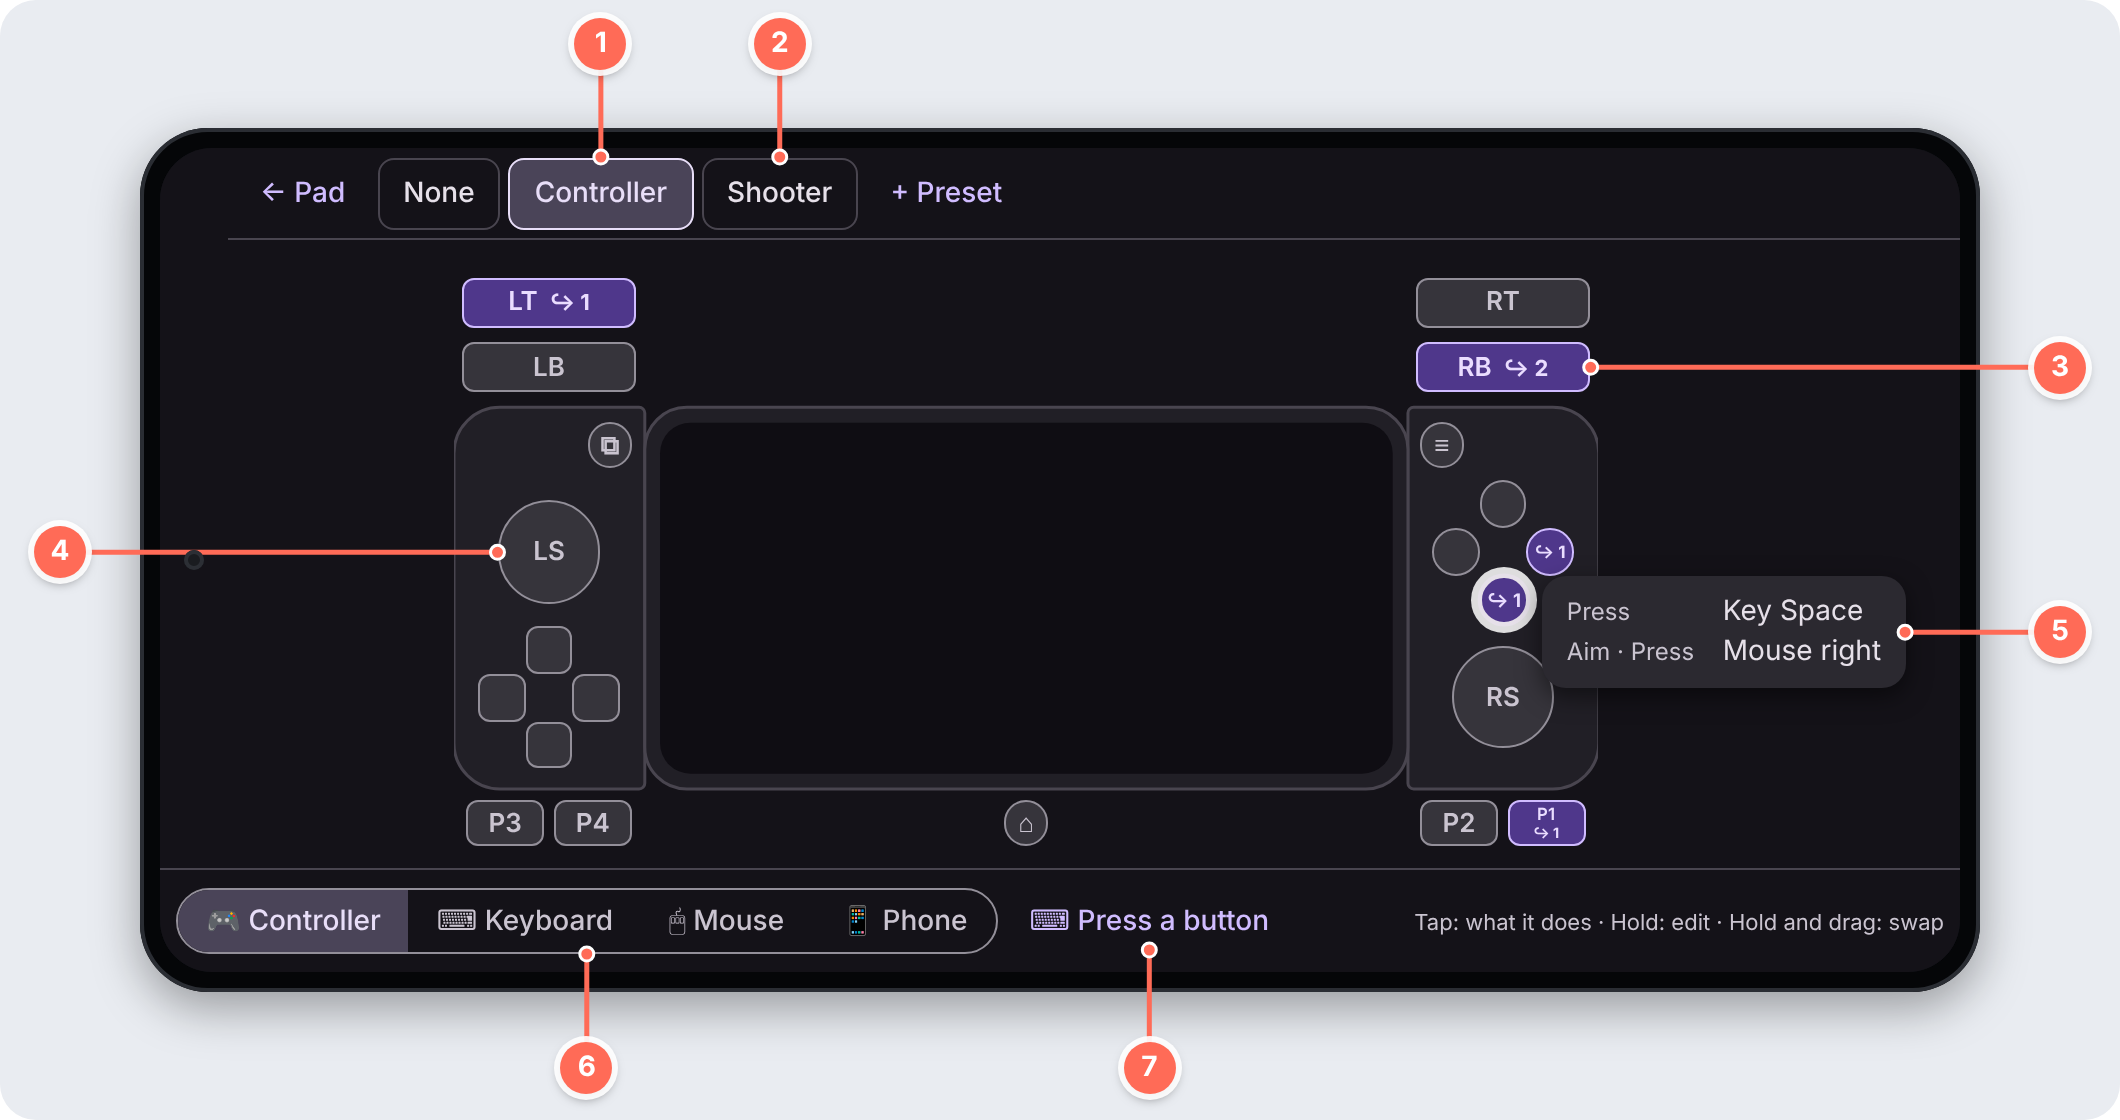 1
2
← Pad
None
Controller
Shooter
+ Preset
LT ↪ 1
RT
LB
RB ↪ 2
3
≡
4
LS
↪ 1
↪ 1
Press Key Space
Aim · Press Mouse right
5
RS
P3
P4
P2
P1
↪ 1
Controller
Keyboard
Mouse
Phone
Press a button
Tap: what it does · Hold: edit · Hold and drag: swap
6
7